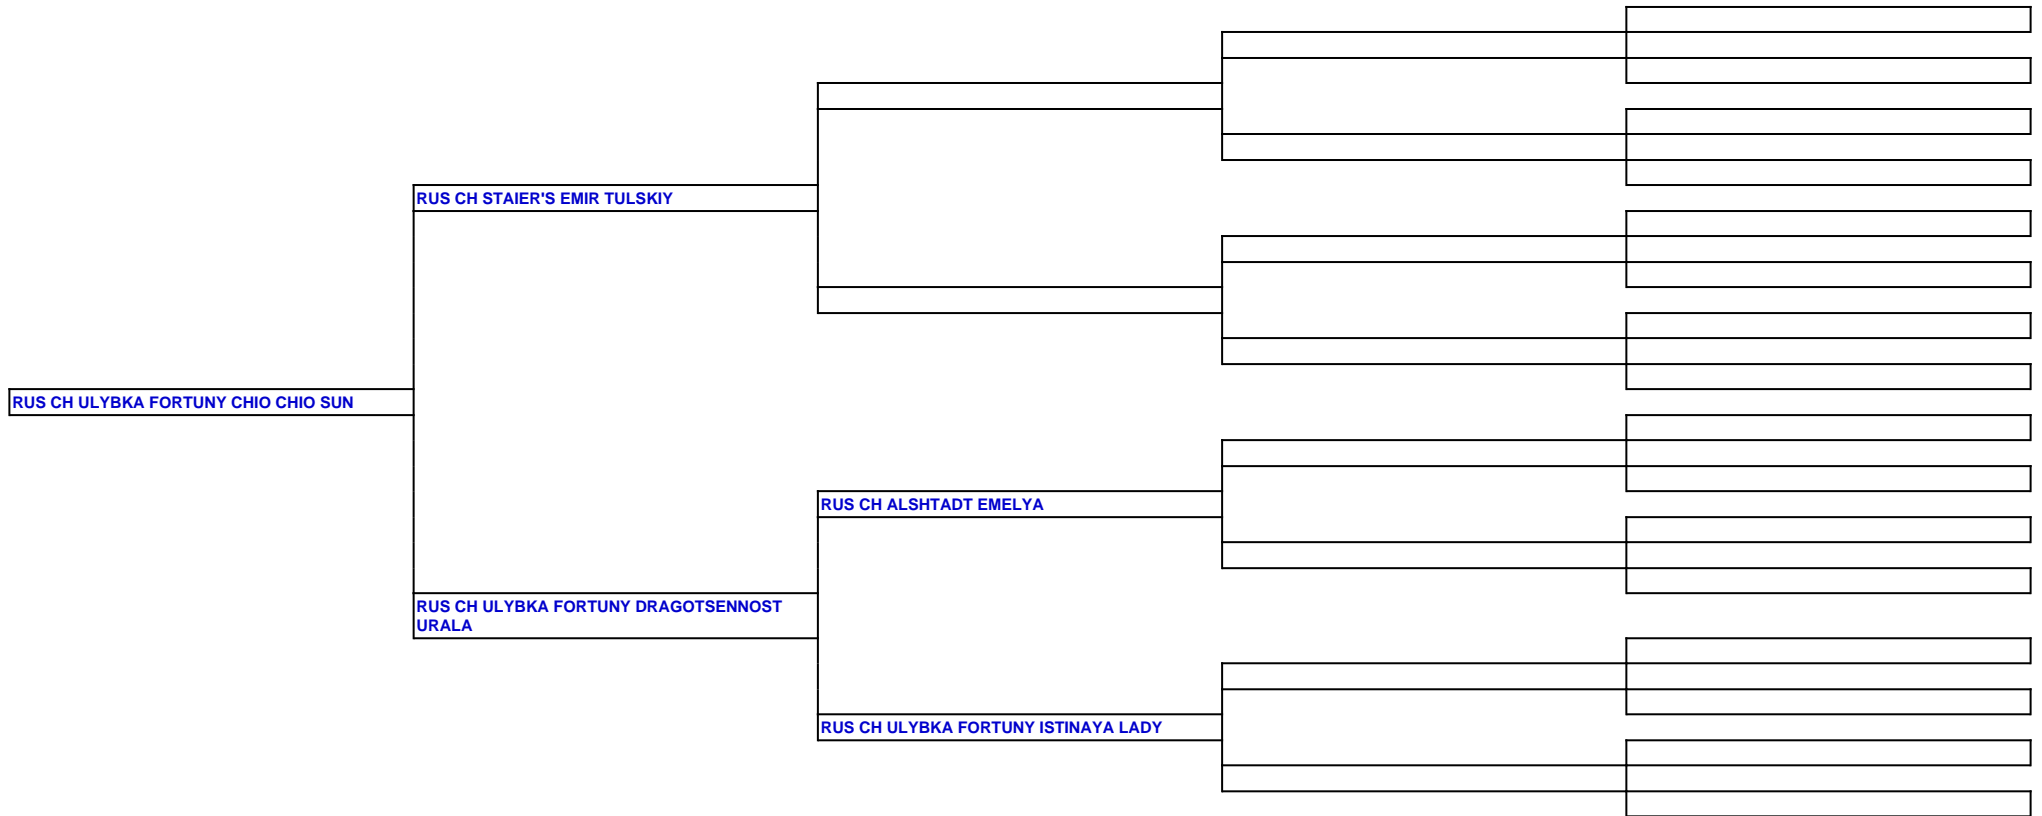 RUS CH STAIER'S EMIR TULSKIY
RUS CH ULYBKA FORTUNY CHIO CHIO SUN
RUS CH ALSHTADT EMELYA
RUS CH ULYBKA FORTUNY DRAGOTSENNOST
URALA
RUS CH ULYBKA FORTUNY ISTINAYA LADY